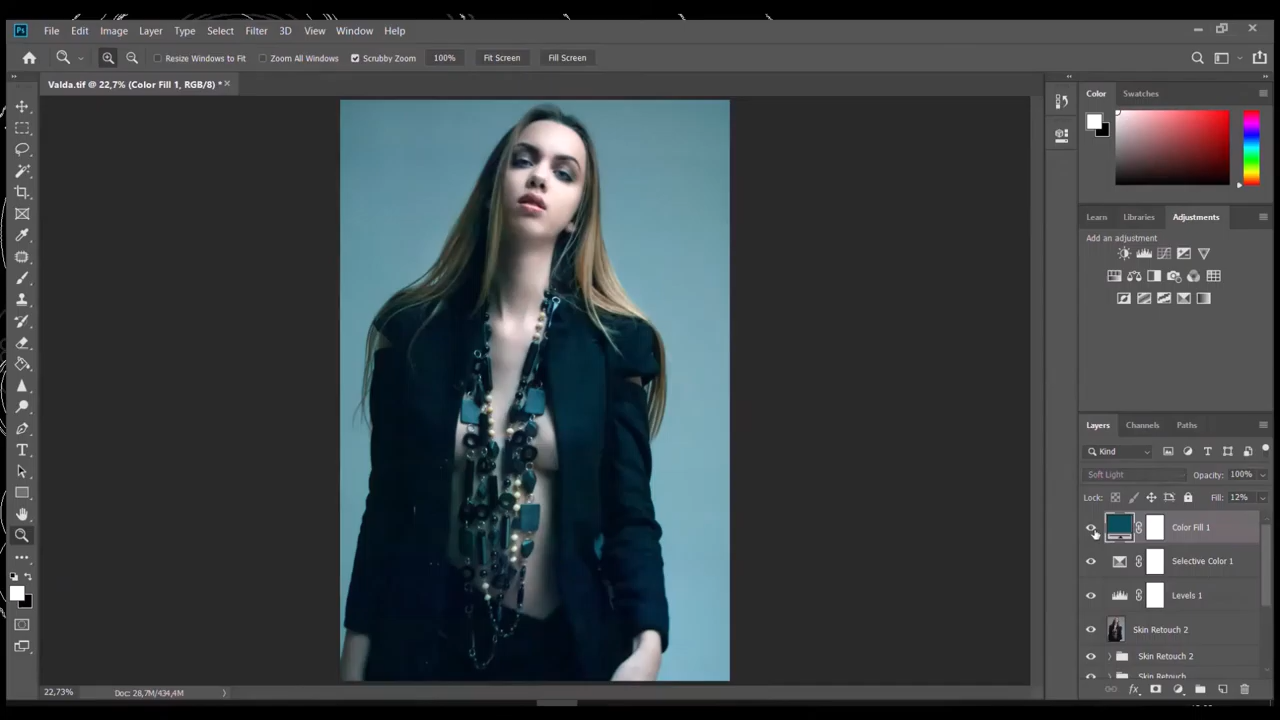 Ps File Edit Image Layer Type Select Filter 3D View Window Help
Resize Windows to Fit Zoom All Windows Scrubby Zoom 100% Fit Screen Fill Screen
Valda.tif @ 22,7% (Color Fill 1, RGB/8) *
Color Swatches
Learn Libraries Adjustments
Add an adjustment
Layers Channels Paths
Kind
Soft Light Opacity: 100%
Lock: Fill: 12%
Color Fill 1
Selective Color 1
Levels 1
Skin Retouch 2
Skin Retouch 2
Skin Retouch
22,73% Doc: 28,7M/434,4M